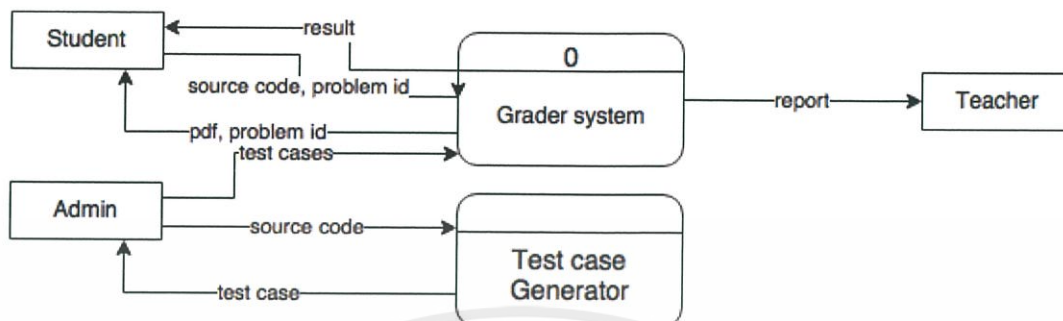 Student
result
0
source code, problem id
Grader system
report
Teacher
pdf, problem id
test cases
Admin
source code
Test case
Generator
test case